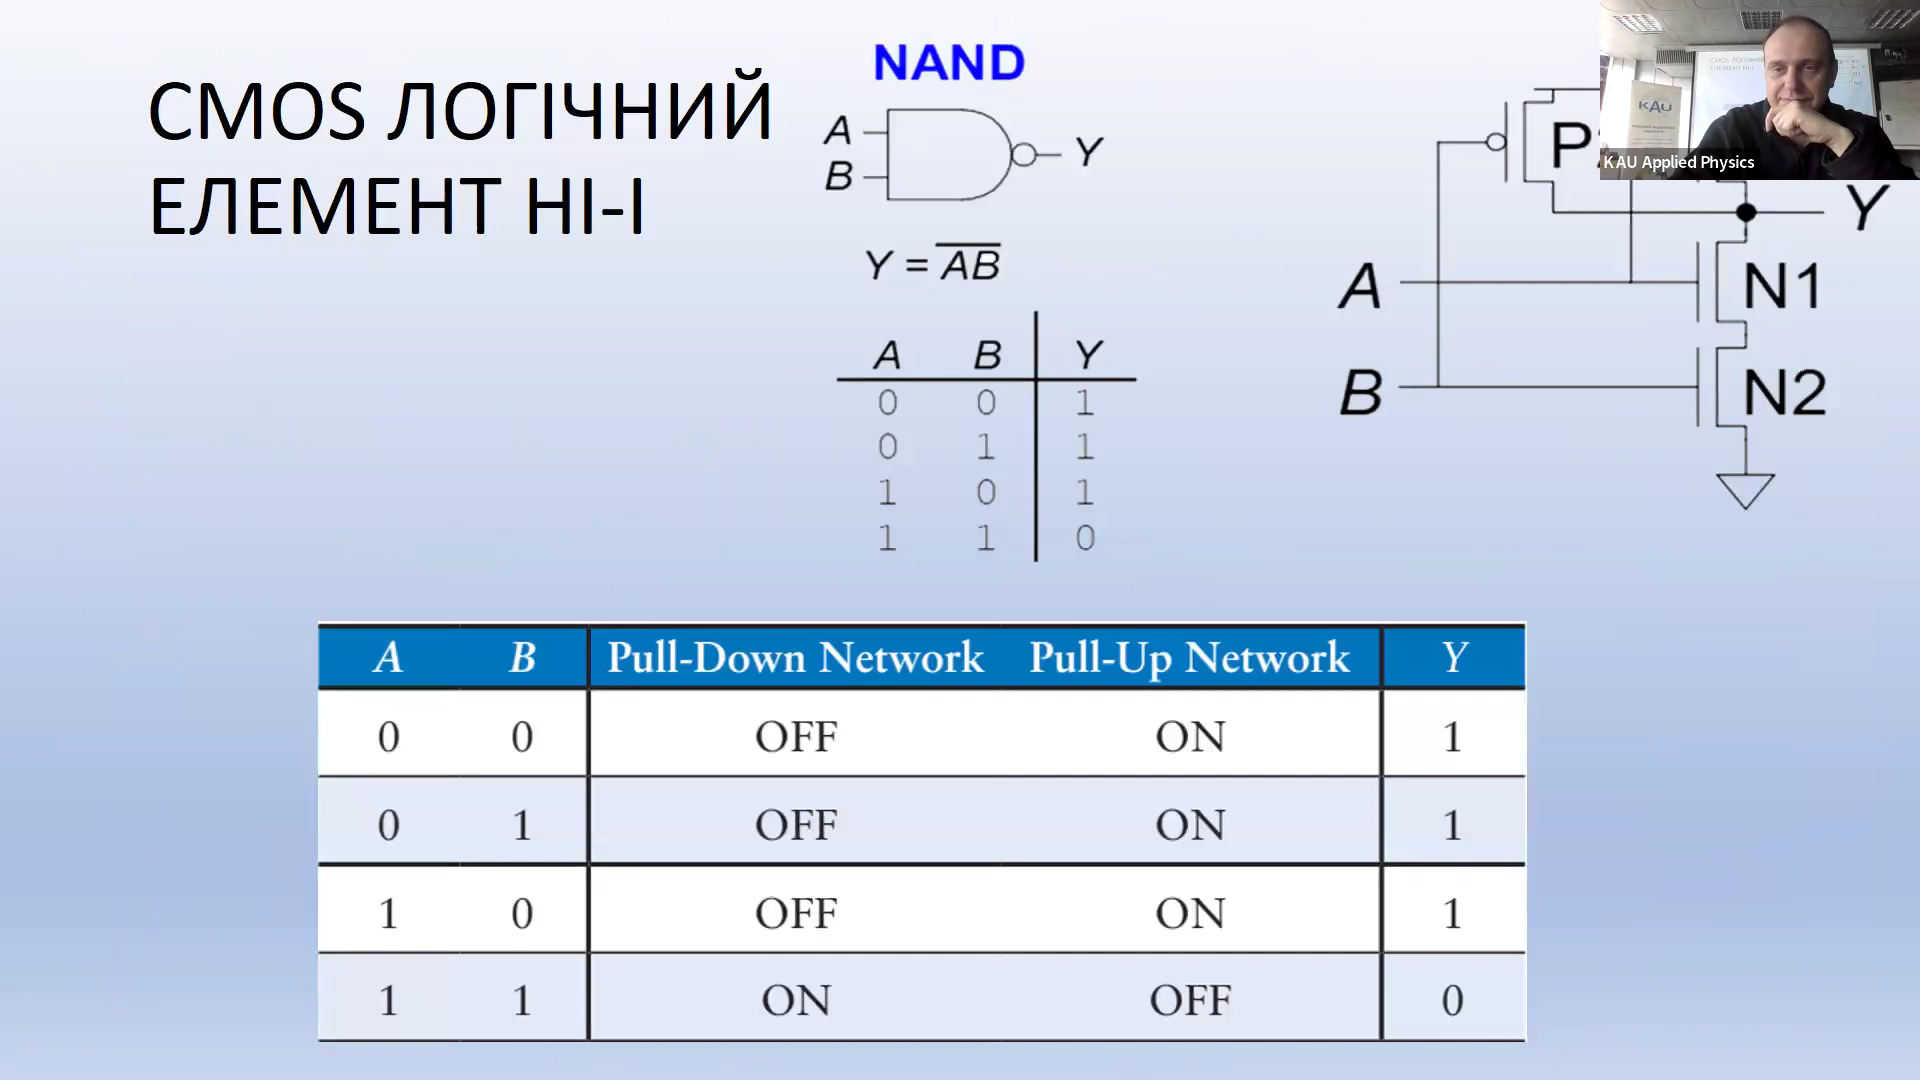 CMOS ЛОГІЧНИЙ
ЕЛЕМЕНТ НІ-І
NAND
A
B
Y
Y = \overline{AB}
A B Y
0 0 1
0 1 1
1 0 1
1 1 0
Y
A
N1
B
N2
KAU
KAU Applied Physics
A B Pull-Down Network Pull-Up Network Y
0 0 OFF ON 1
0 1 OFF ON 1
1 0 OFF ON 1
1 1 ON OFF 0